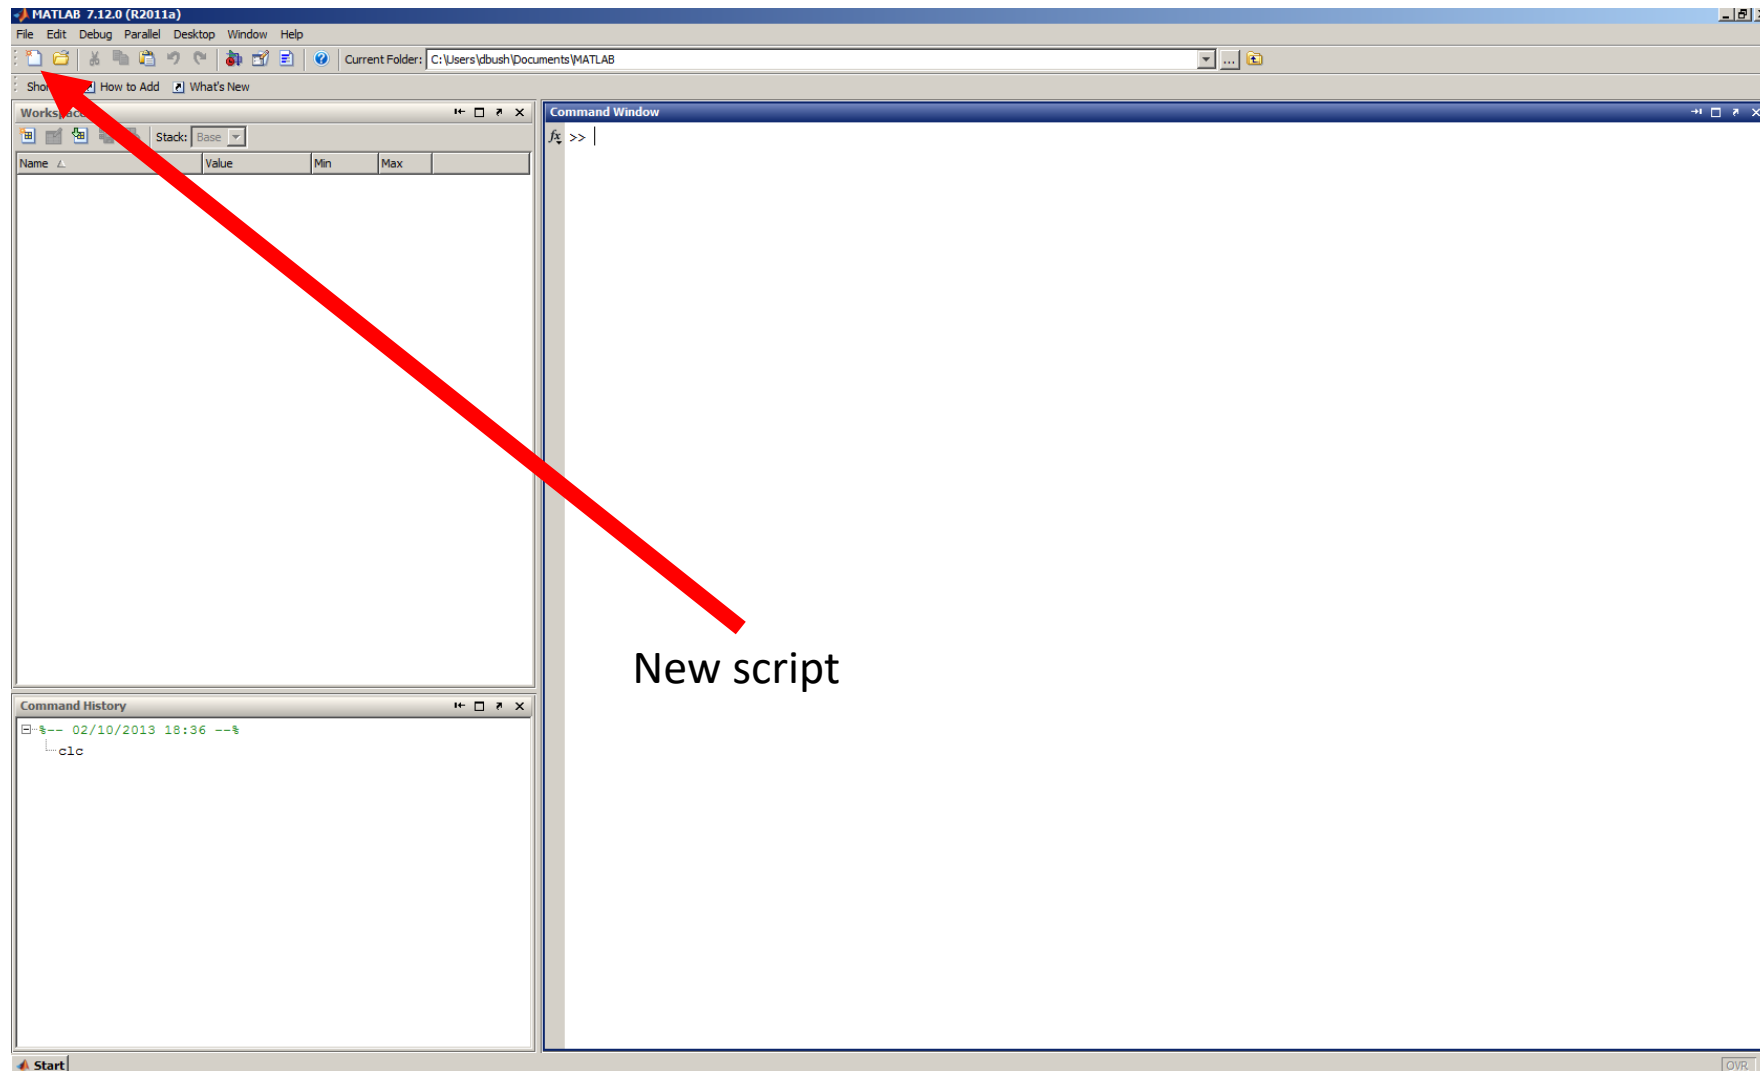 MATLAB 7.12.0 (R2011a)
File Edit Debug Parallel Desktop Window Help
Current Folder: C:\Users\dbush\Documents\MATLAB
How to Add What's New
Workspace
Stack: Base
Name Value Min Max
Command Window
fx >>
New script
Command History
%-- 02/10/2013 18:36 --%
clc
Start
OVR